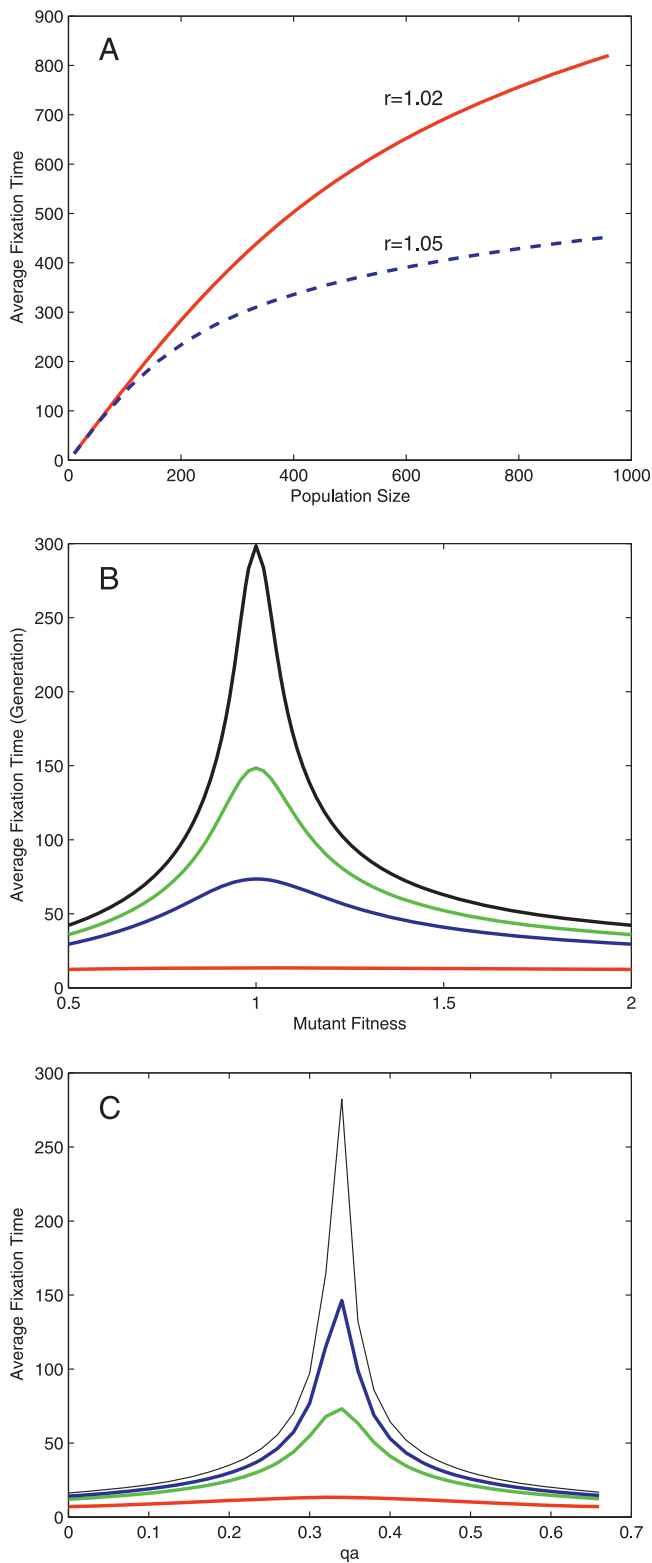 A
900
800
700
600
500
400
300
200
100
0
Average Fixation Time
r=1.02
r=1.05
0 200 400 600 800 1000
Population Size
B
300
250
200
150
100
50
0
Average Fixation Time (Generation)
0.5 1 1.5 2
Mutant Fitness
C
300
250
200
150
100
50
0
Average Fixation Time
0 0.1 0.2 0.3 0.4 0.5 0.6 0.7
qa